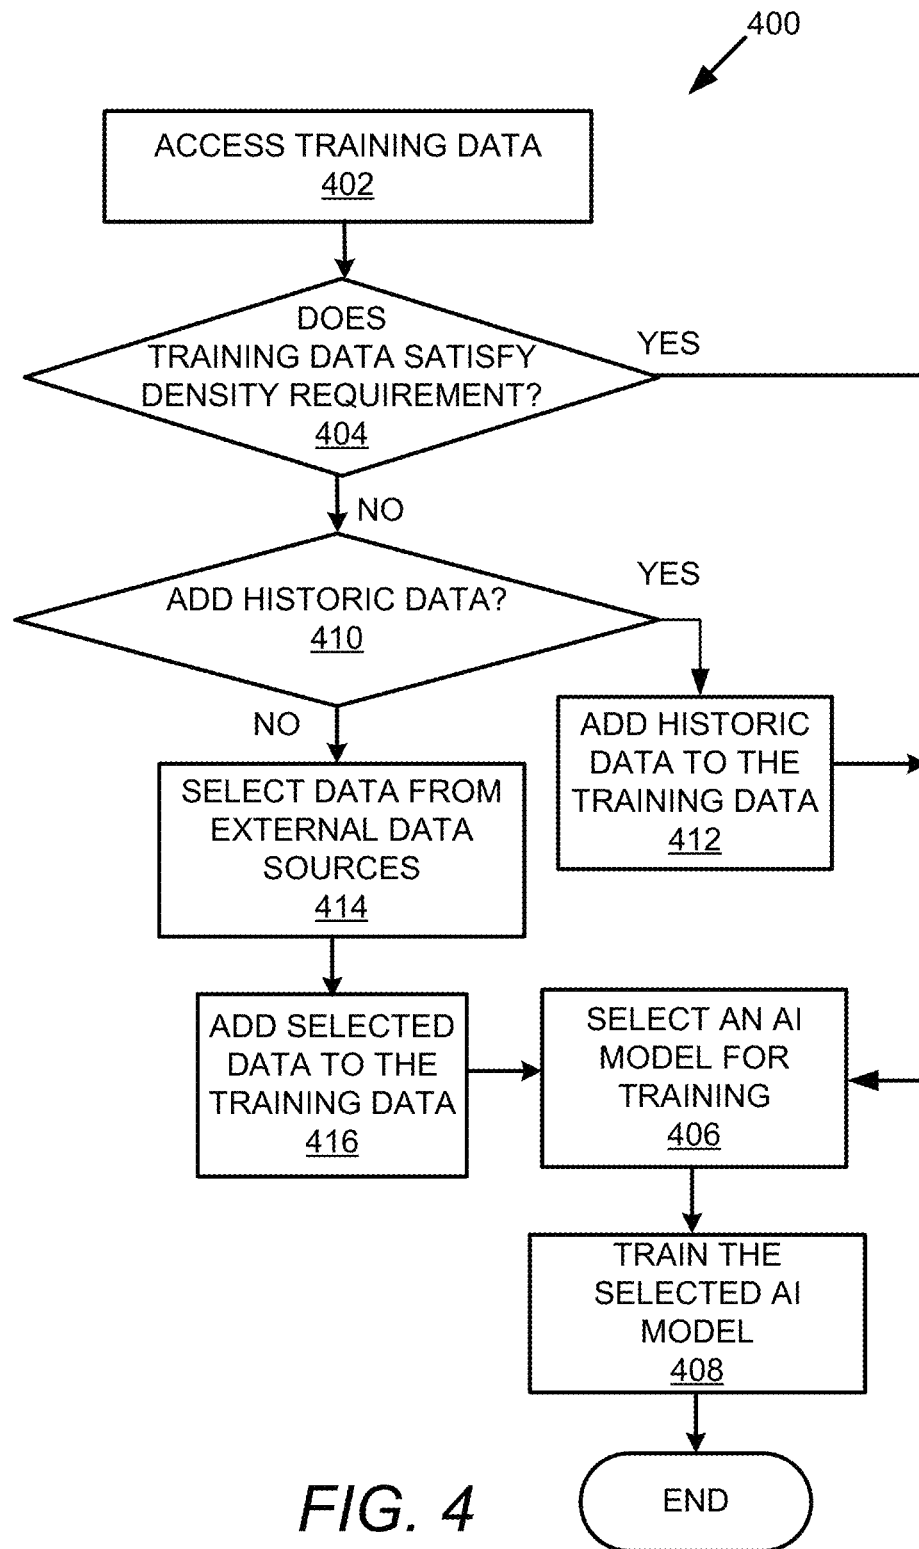 400
ACCESS TRAINING DATA
402
DOES
TRAINING DATA SATISFY
DENSITY REQUIREMENT?
404
YES
NO
ADD HISTORIC DATA?
410
YES
NO
ADD HISTORIC
DATA TO THE
TRAINING DATA
412
SELECT DATA FROM
EXTERNAL DATA
SOURCES
414
ADD SELECTED
DATA TO THE
TRAINING DATA
416
SELECT AN AI
MODEL FOR
TRAINING
406
TRAIN THE
SELECTED AI
MODEL
408
END
FIG. 4